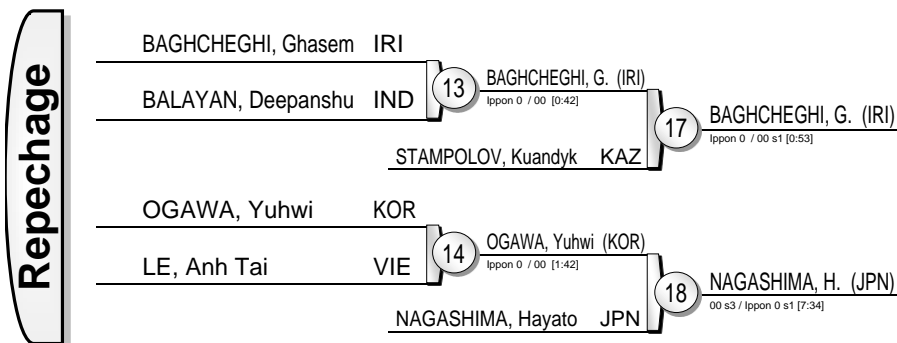 Repechage
BAGHCHEGHI, Ghasem IRI
BALAYAN, Deepanshu IND
13
BAGHCHEGHI, G. (IRI)
Ippon 0 / 00 [0:42]
STAMPOLOV, Kuandyk KAZ
17
BAGHCHEGHI, G. (IRI)
Ippon 0 / 00 s1 [0:53]
OGAWA, Yuhwi KOR
LE, Anh Tai VIE
14
OGAWA, Yuhwi (KOR)
Ippon 0 / 00 [1:42]
NAGASHIMA, Hayato JPN
18
NAGASHIMA, H. (JPN)
00 s3 / Ippon 0 s1 [7:34]